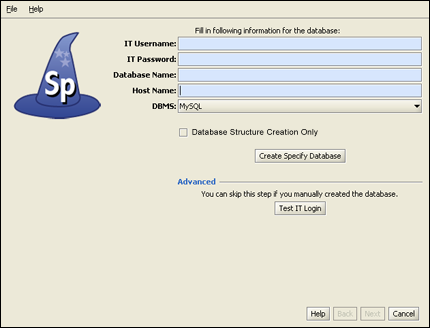 File Help
Fill in following information for the database:
Sp
IT Username:
IT Password:
Database Name:
Host Name:
DBMS: MySQL
Database Structure Creation Only
Create Specify Database
Advanced
You can skip this step if you manually created the database.
Test IT Login
Help Back Next Cancel